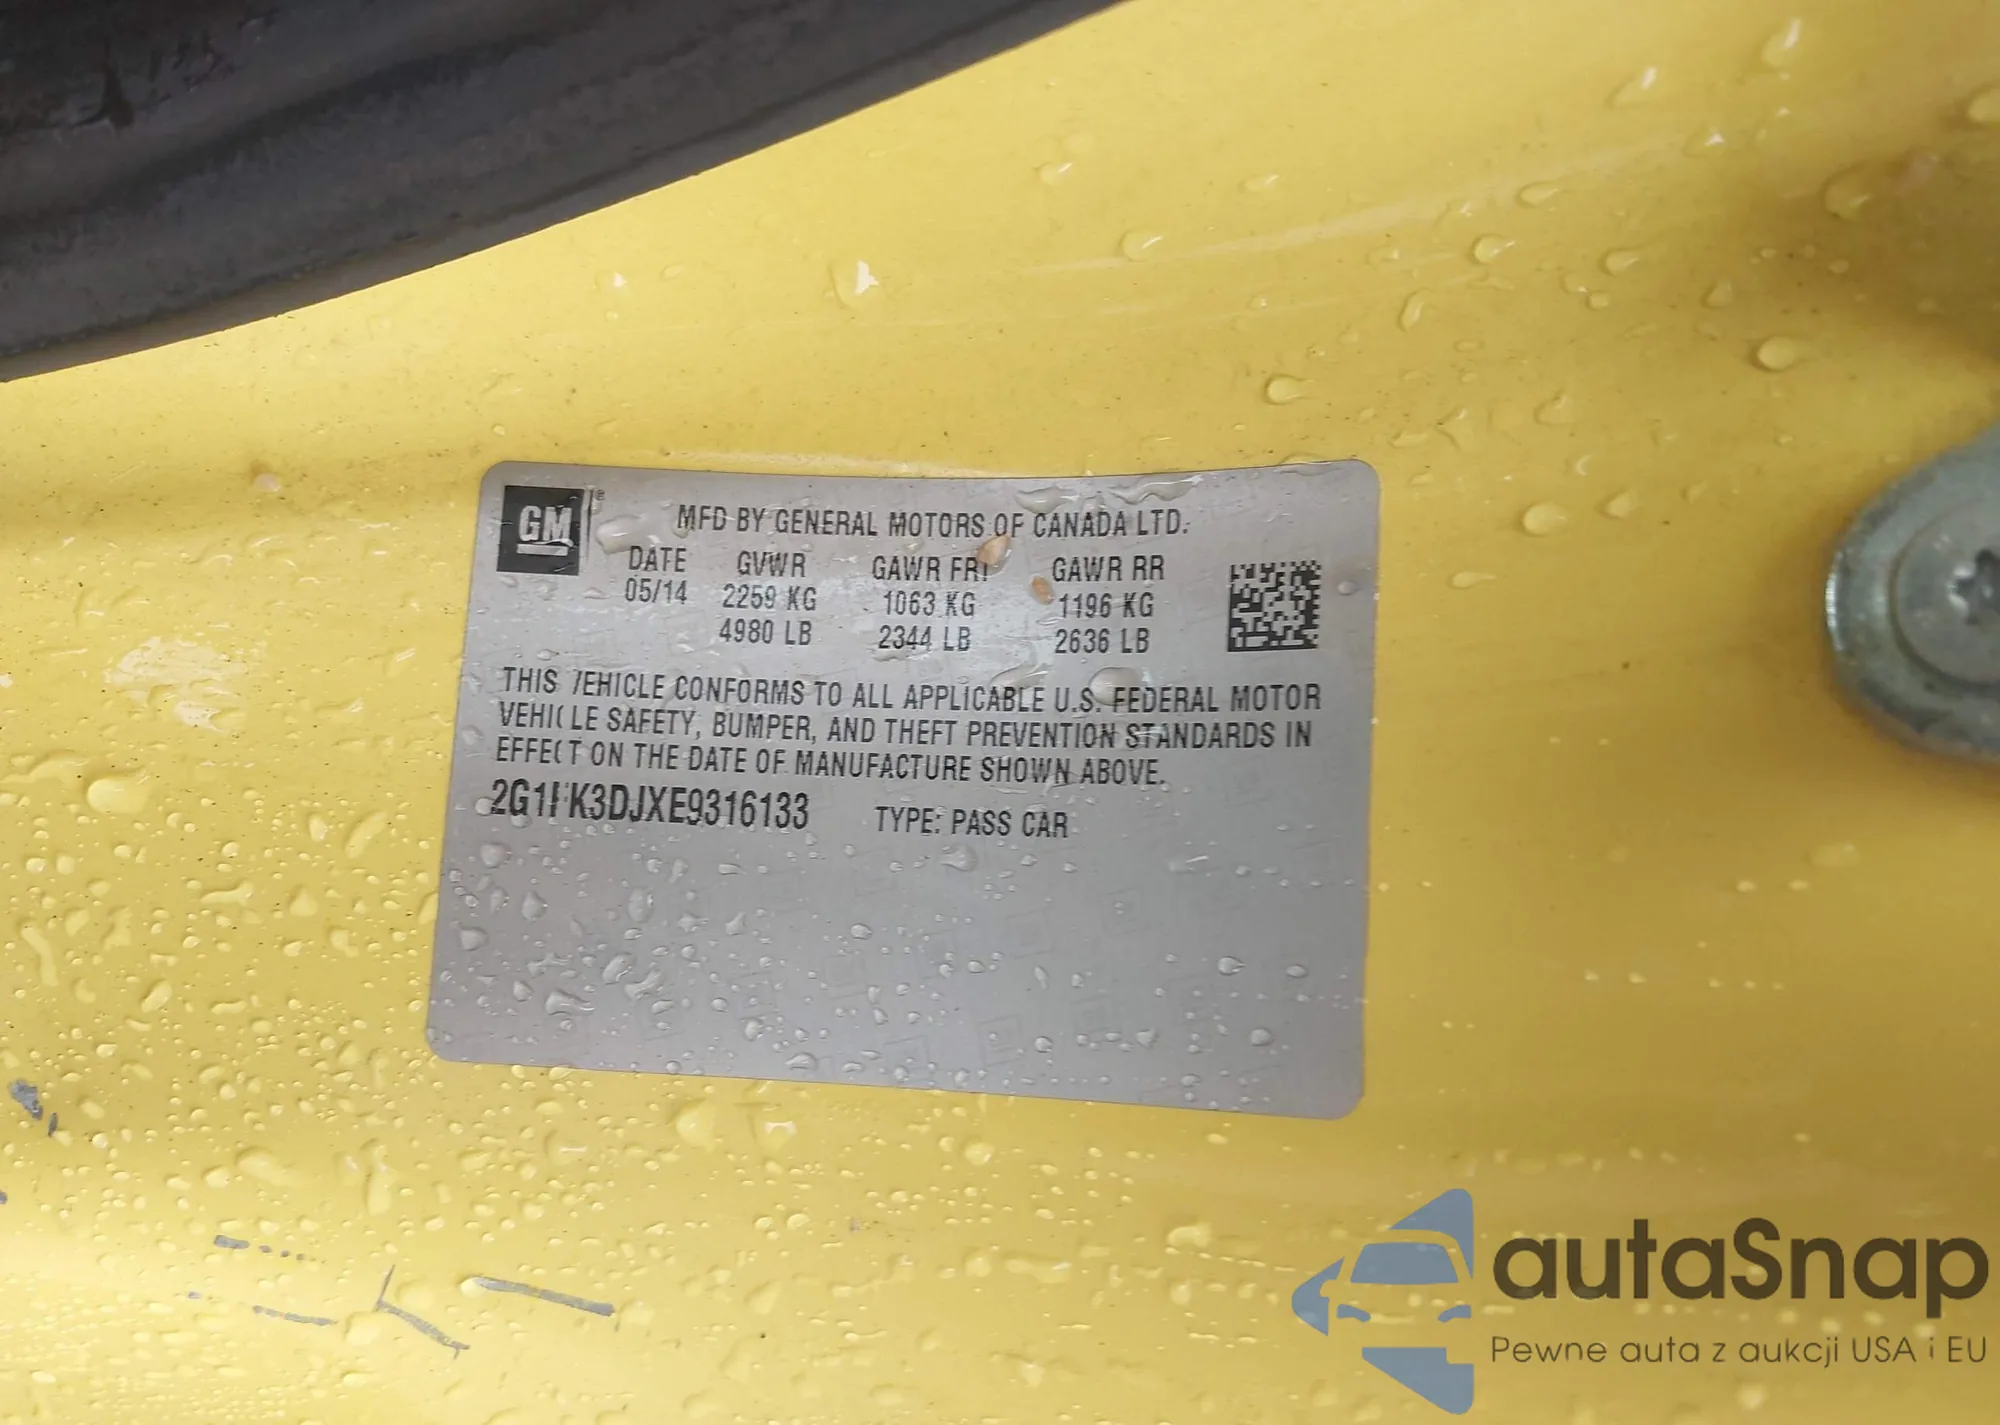 GM
MFD BY GENERAL MOTORS OF CANADA LTD.
DATE GVWR GAWR FRT GAWR RR
05/14 2259 KG 1063 KG 1196 KG
4980 LB 2344 LB 2636 LB
THIS VEHICLE CONFORMS TO ALL APPLICABLE U.S. FEDERAL MOTOR
VEHICLE SAFETY, BUMPER, AND THEFT PREVENTION STANDARDS IN
EFFECT ON THE DATE OF MANUFACTURE SHOWN ABOVE.
TYPE: PASS CAR
autaSnap
Pewne auta z aukcji USA i EU